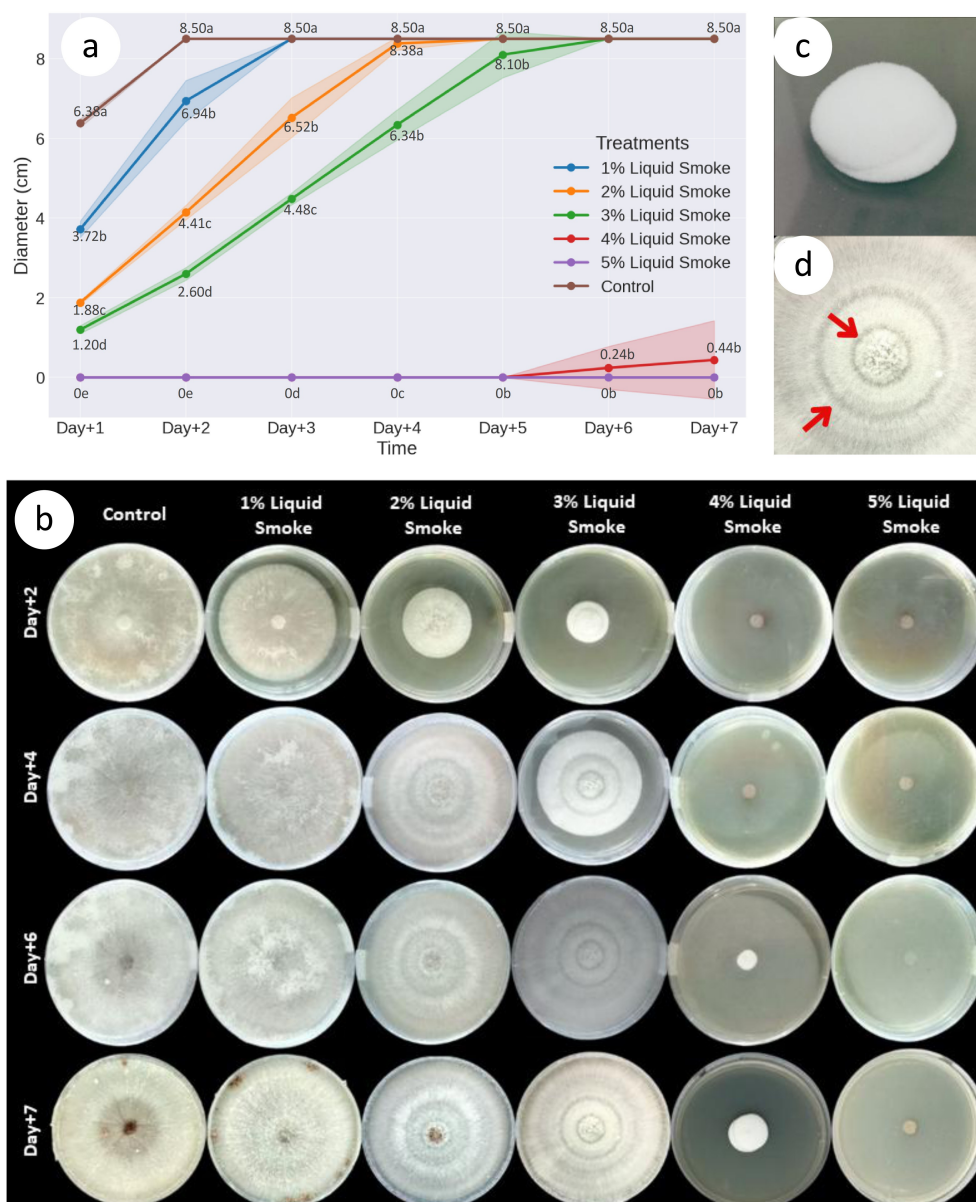 a
8.50a 8.50a 8.50a 8.50a 8.50a 8.50a
8
8.38a
8.10b
6.38a
6.94b
6.52b
6.34b
6
Diameter (cm)
Treatments
1% Liquid Smoke
2% Liquid Smoke
3% Liquid Smoke
4% Liquid Smoke
5% Liquid Smoke
Control
4
3.72b
4.41c
4.48c
2
1.88c
2.60d
1.20d
0.24b
0.44b
0
0e 0e 0d 0c 0b 0b 0b
Day+1 Day+2 Day+3 Day+4 Day+5 Day+6 Day+7
Time
c
d
b
Control
1% Liquid
Smoke
2% Liquid
Smoke
3% Liquid
Smoke
4% Liquid
Smoke
5% Liquid
Smoke
Day+2
Day+4
Day+6
Day+7